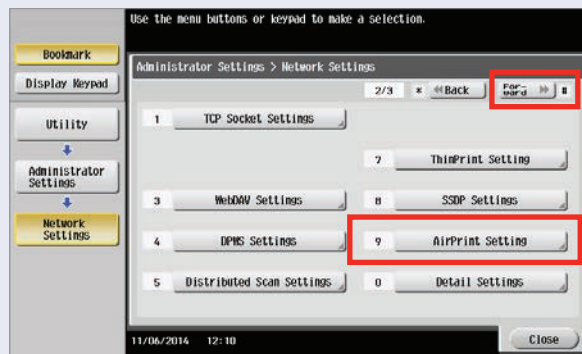 Use the menu buttons or keypad to make a selection.
Bookmark
Display Keypad
Utility
Administrator
Settings
Network
Settings
Administrator Settings > Network Settings
2/3 * Back For-
ward #
1 TCP Socket Settings
7 ThinPrint Setting
3 WebDAV Settings 8 SSDP Settings
4 DPWS Settings 9 AirPrint Setting
5 Distributed Scan Settings 0 Detail Settings
11/06/2014 12:10 Close